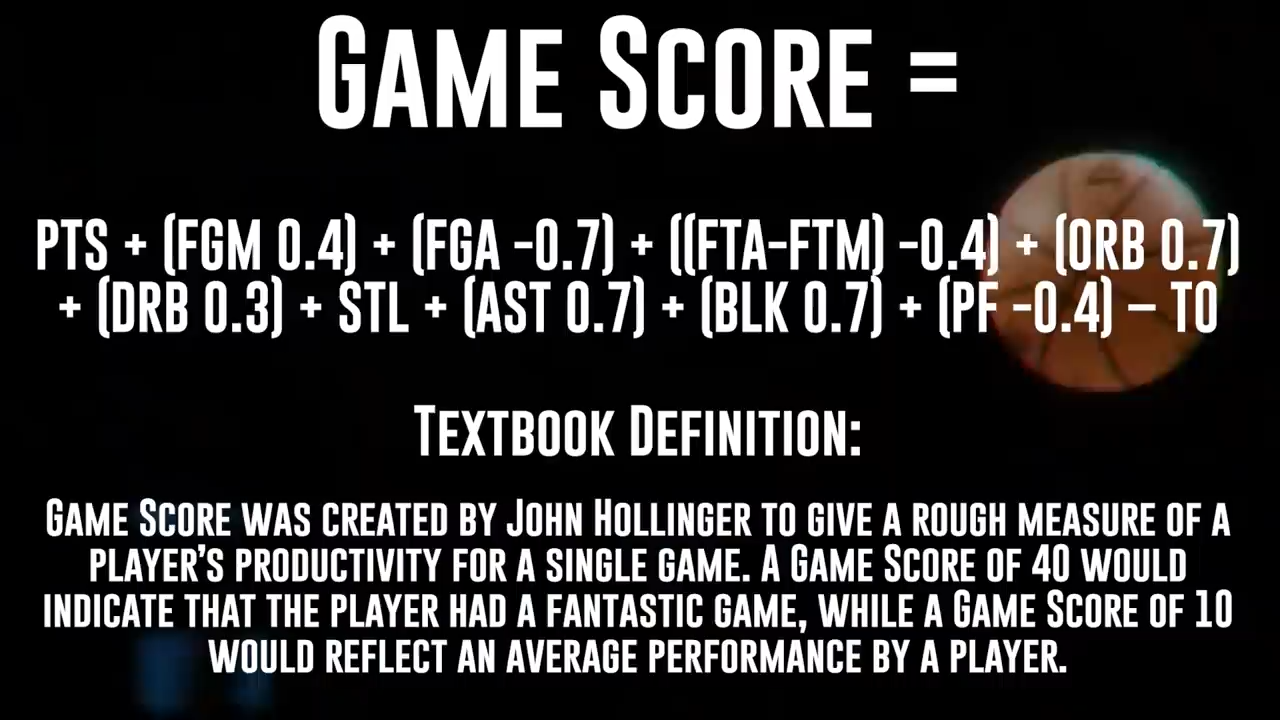 Game Score =
PTS + (FGM 0.4) + (FGA -0.7) + ((FTA-FTM) -0.4) + (ORB 0.7)
+ (DRB 0.3) + STL + (AST 0.7) + (BLK 0.7) + (PF -0.4) – TO
Textbook Definition:
Game Score was created by John Hollinger to give a rough measure of a
player’s productivity for a single game. A Game Score of 40 would
indicate that the player had a fantastic game, while a Game Score of 10
would reflect an average performance by a player.